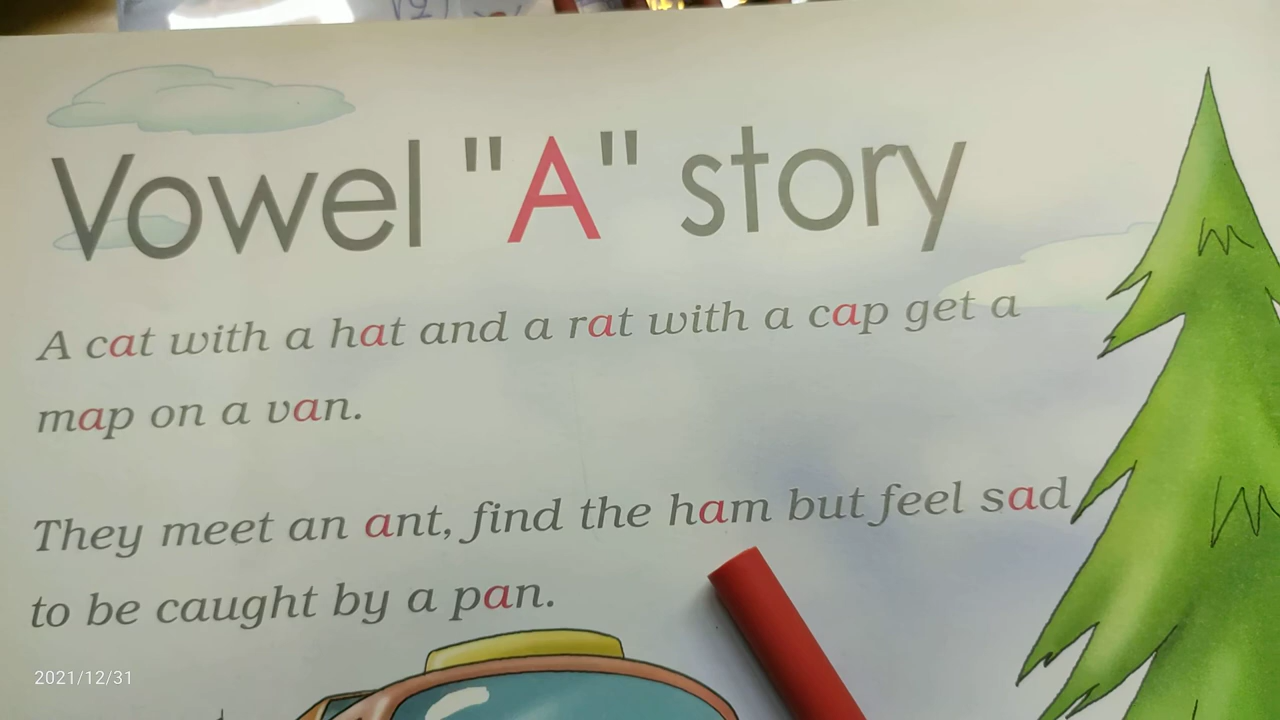 Vowel "A" story
A cat with a hat and a rat with a cap get a
map on a van.
They meet an ant, find the ham but feel sad
to be caught by a pan.
2021/12/31